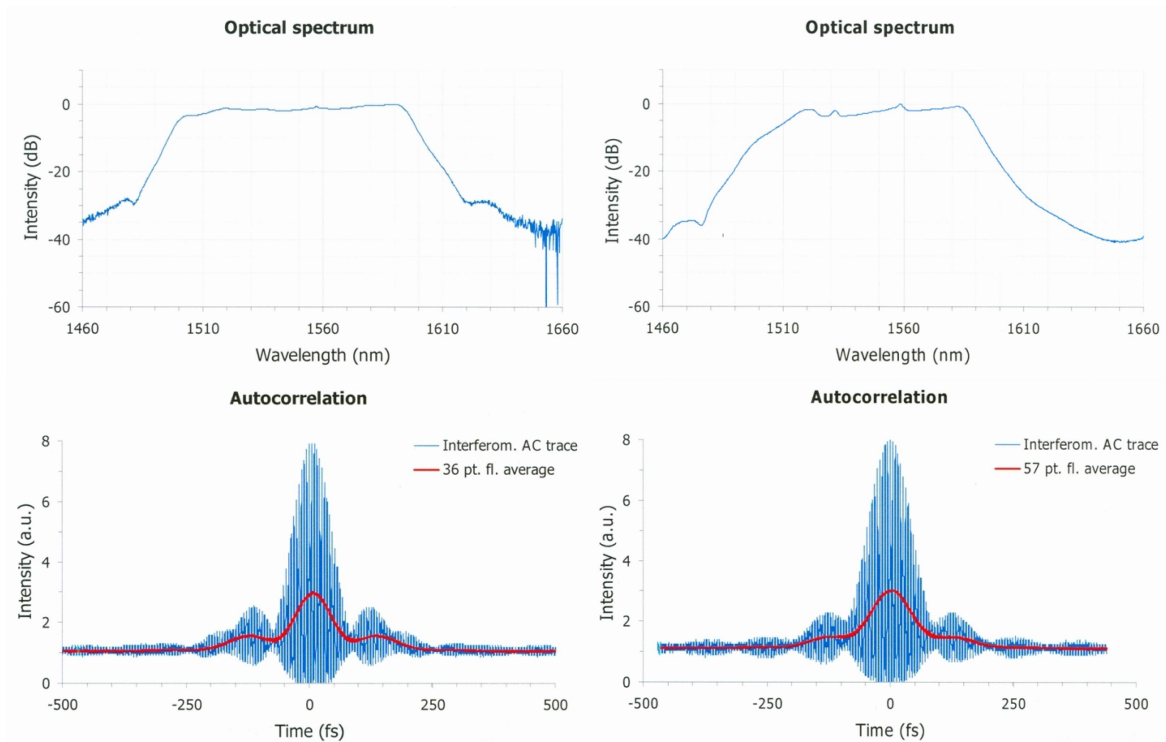 Optical spectrum
0
-20
-40
-60
Intensity (dB)
1460
1510
1560
1610
1660
Wavelength (nm)
Optical spectrum
0
-20
-40
-60
Intensity (dB)
1460
1510
1560
1610
1660
Wavelength (nm)
Autocorrelation
Interferom. AC trace
36 pt. fl. average
8
6
4
2
0
Intensity (a.u.)
-500
-250
0
250
500
Time (fs)
Autocorrelation
Interferom. AC trace
57 pt. fl. average
8
6
4
2
0
Intensity (a.u.)
-500
-250
0
250
500
Time (fs)